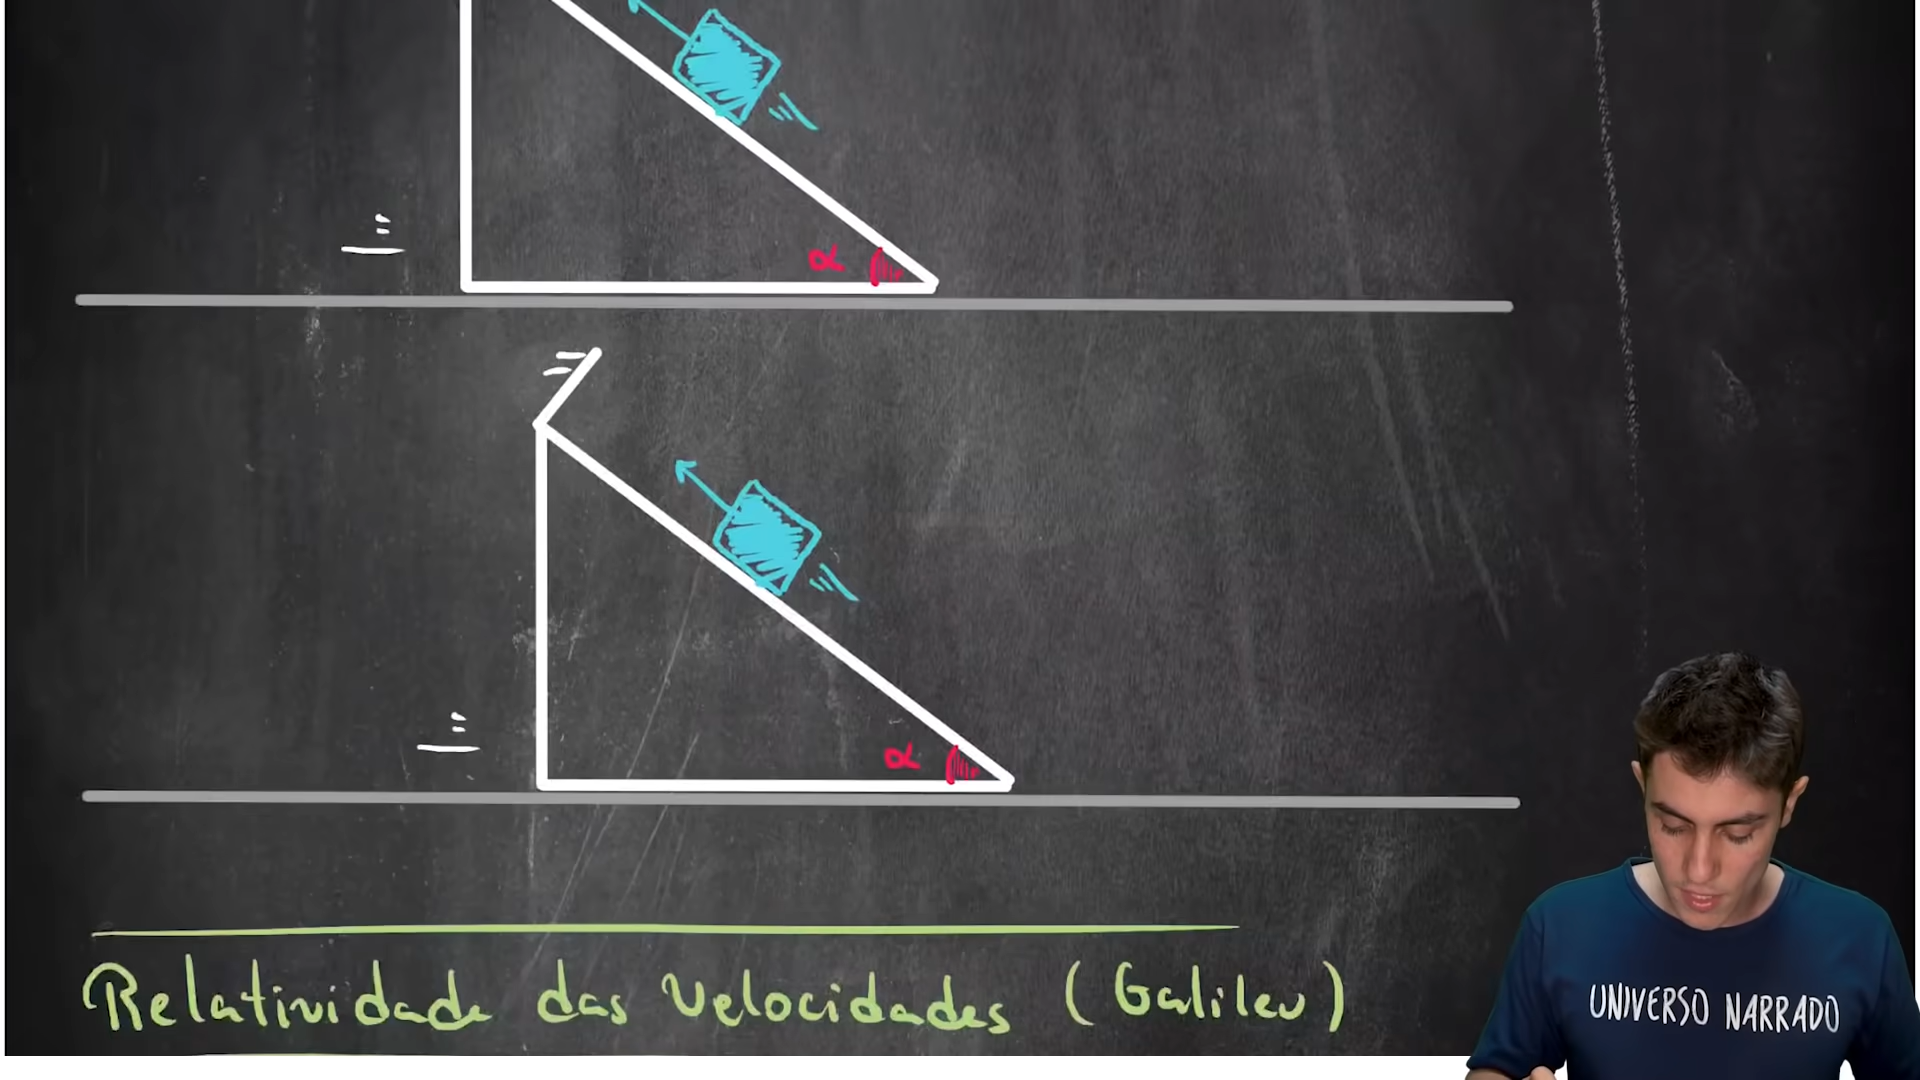 α
α
Relatividade das Velocidades (Galileu)
UNIVERSO NARRADO